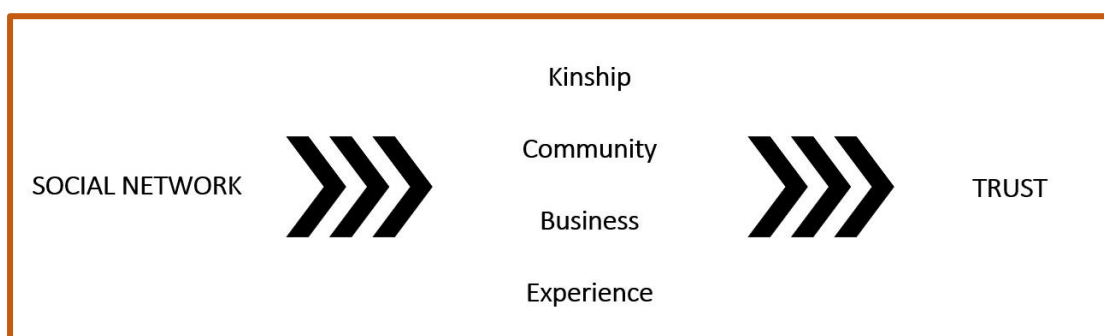 SOCIAL NETWORK
Kinship
Community
Business
Experience
TRUST